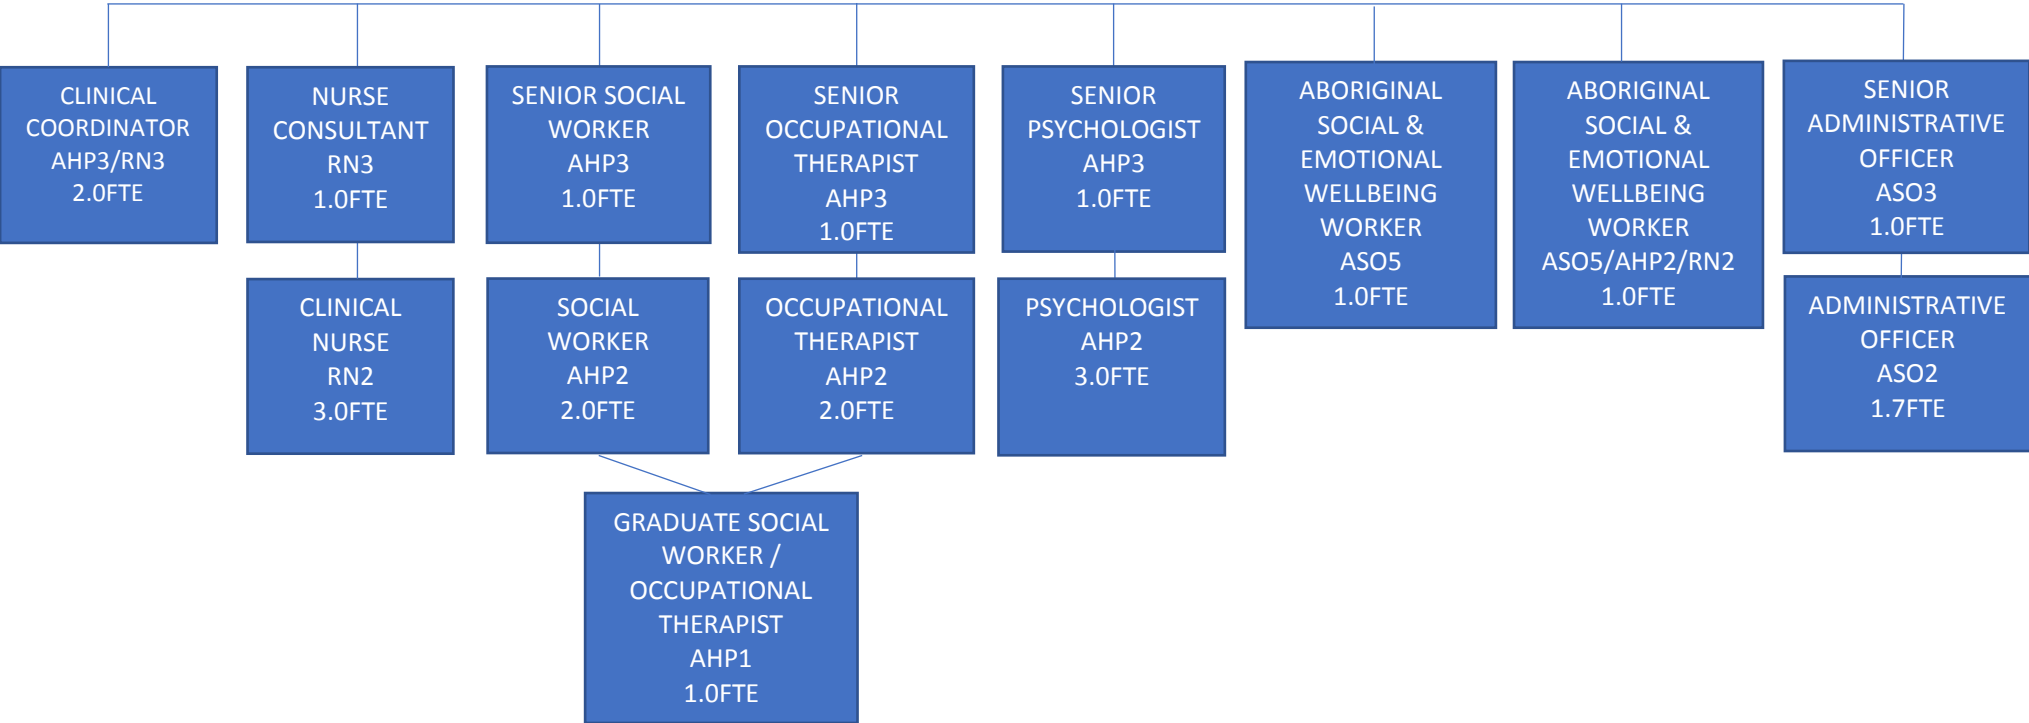 CLINICAL
COORDINATOR
AHP3/RN3
2.0FTE
NURSE
CONSULTANT
RN3
1.0FTE
SENIOR SOCIAL
WORKER
AHP3
1.0FTE
SENIOR
OCCUPATIONAL
THERAPIST
AHP3
1.0FTE
SENIOR
PSYCHOLOGIST
AHP3
1.0FTE
ABORIGINAL
SOCIAL &
EMOTIONAL
WELLBEING
WORKER
ASO5
1.0FTE
ABORIGINAL
SOCIAL &
EMOTIONAL
WELLBEING
WORKER
ASO5/AHP2/RN2
1.0FTE
SENIOR
ADMINISTRATIVE
OFFICER
ASO3
1.0FTE
CLINICAL
NURSE
RN2
3.0FTE
SOCIAL
WORKER
AHP2
2.0FTE
OCCUPATIONAL
THERAPIST
AHP2
2.0FTE
PSYCHOLOGIST
AHP2
3.0FTE
ADMINISTRATIVE
OFFICER
ASO2
1.7FTE
GRADUATE SOCIAL
WORKER /
OCCUPATIONAL
THERAPIST
AHP1
1.0FTE